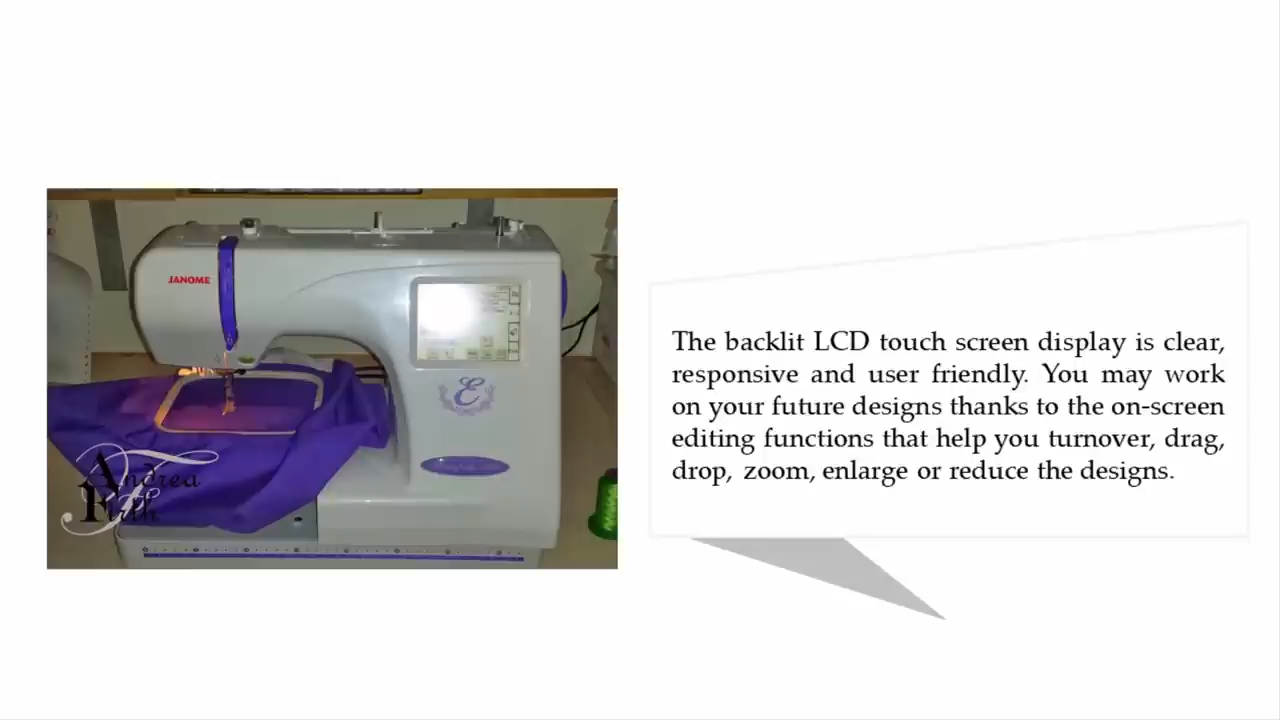 JANOME
E
Andrea
Firth
The backlit LCD touch screen display is clear,
responsive and user friendly. You may work
on your future designs thanks to the on-screen
editing functions that help you turnover, drag,
drop, zoom, enlarge or reduce the designs.